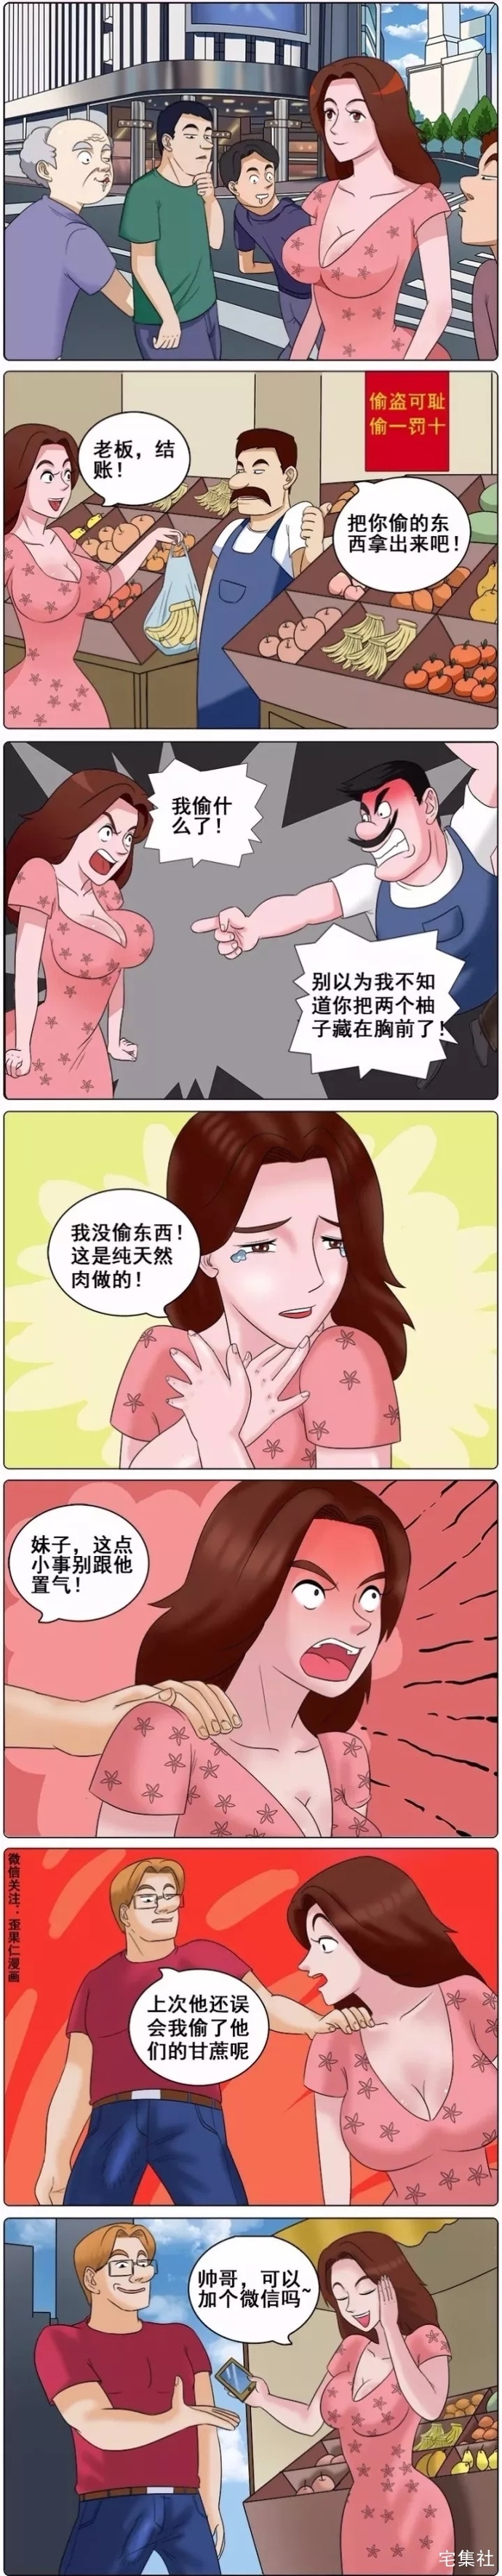 偷盗可耻
偷一罚十
老板，结
账！
把你偷的东
西拿出来吧！
我偷什
么了！
别以为我不知
道你把两个柚
子藏在胸前了！
我没偷东西！
这是纯天然
肉做的！
妹子，这点
小事别跟他
置气！
微信关注：歪果仁漫画
上次他还误
会我偷了他
们的甘蔗呢
帅哥，可以
加个微信吗~
宅集社